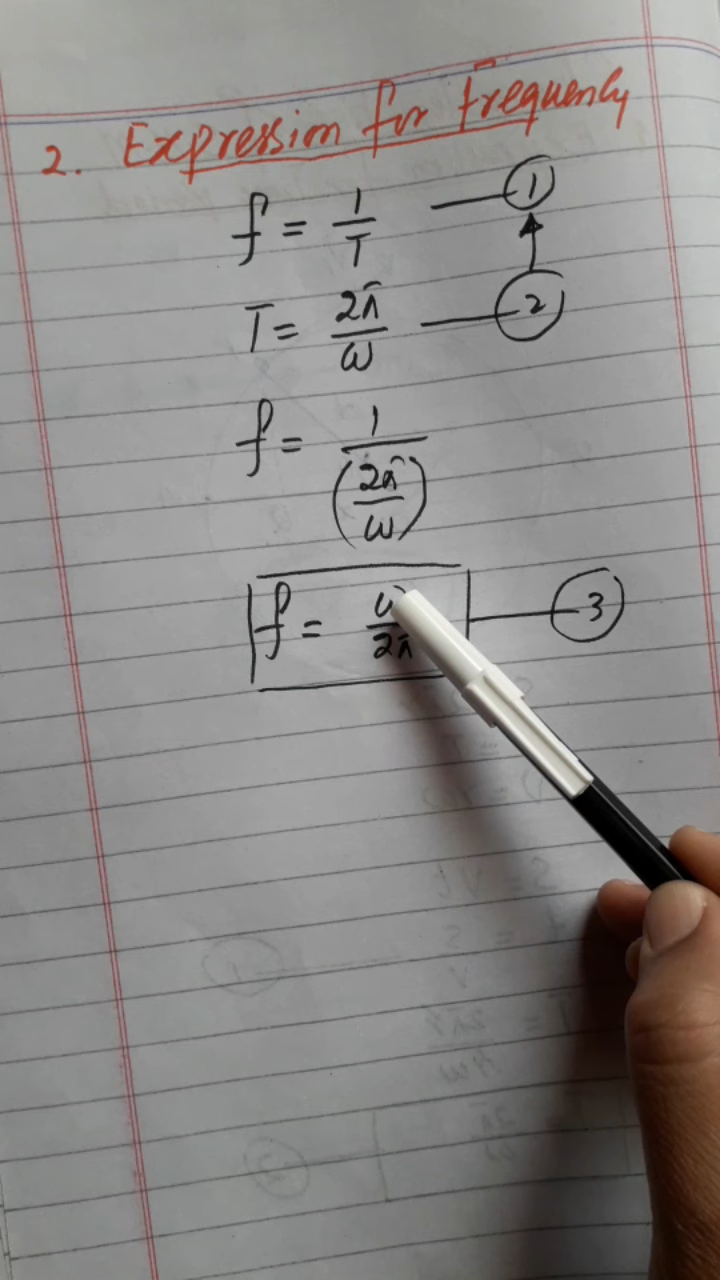 2. Expression for Frequency
f = 1/T — 1
T = 2π/ω — 2
f = 1/(2π/ω)
f = ω/2π — 3